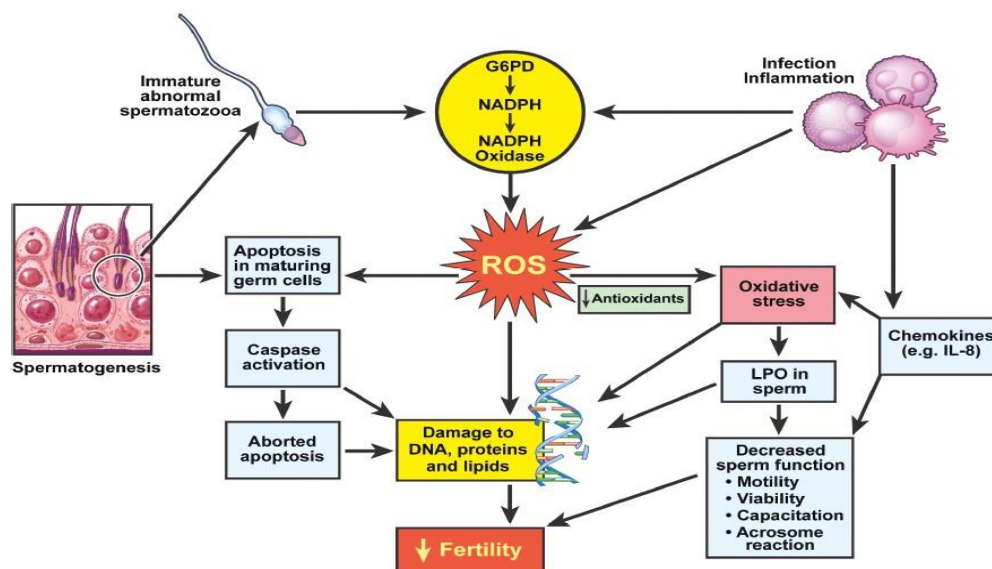 Immature
abnormal
spermatozooa
G6PD
NADPH
NADPH
Oxidase
Infection
Inflammation
Spermatogenesis
Apoptosis
in maturing
germ cells
ROS
↓ Antioxidants
Oxidative
stress
Chemokines
(e.g. IL-8)
Caspase
activation
LPO in
sperm
Aborted
apoptosis
Damage to
DNA, proteins
and lipids
Decreased
sperm function
• Motility
• Viability
• Capacitation
• Acrosome
reaction
↓ Fertility